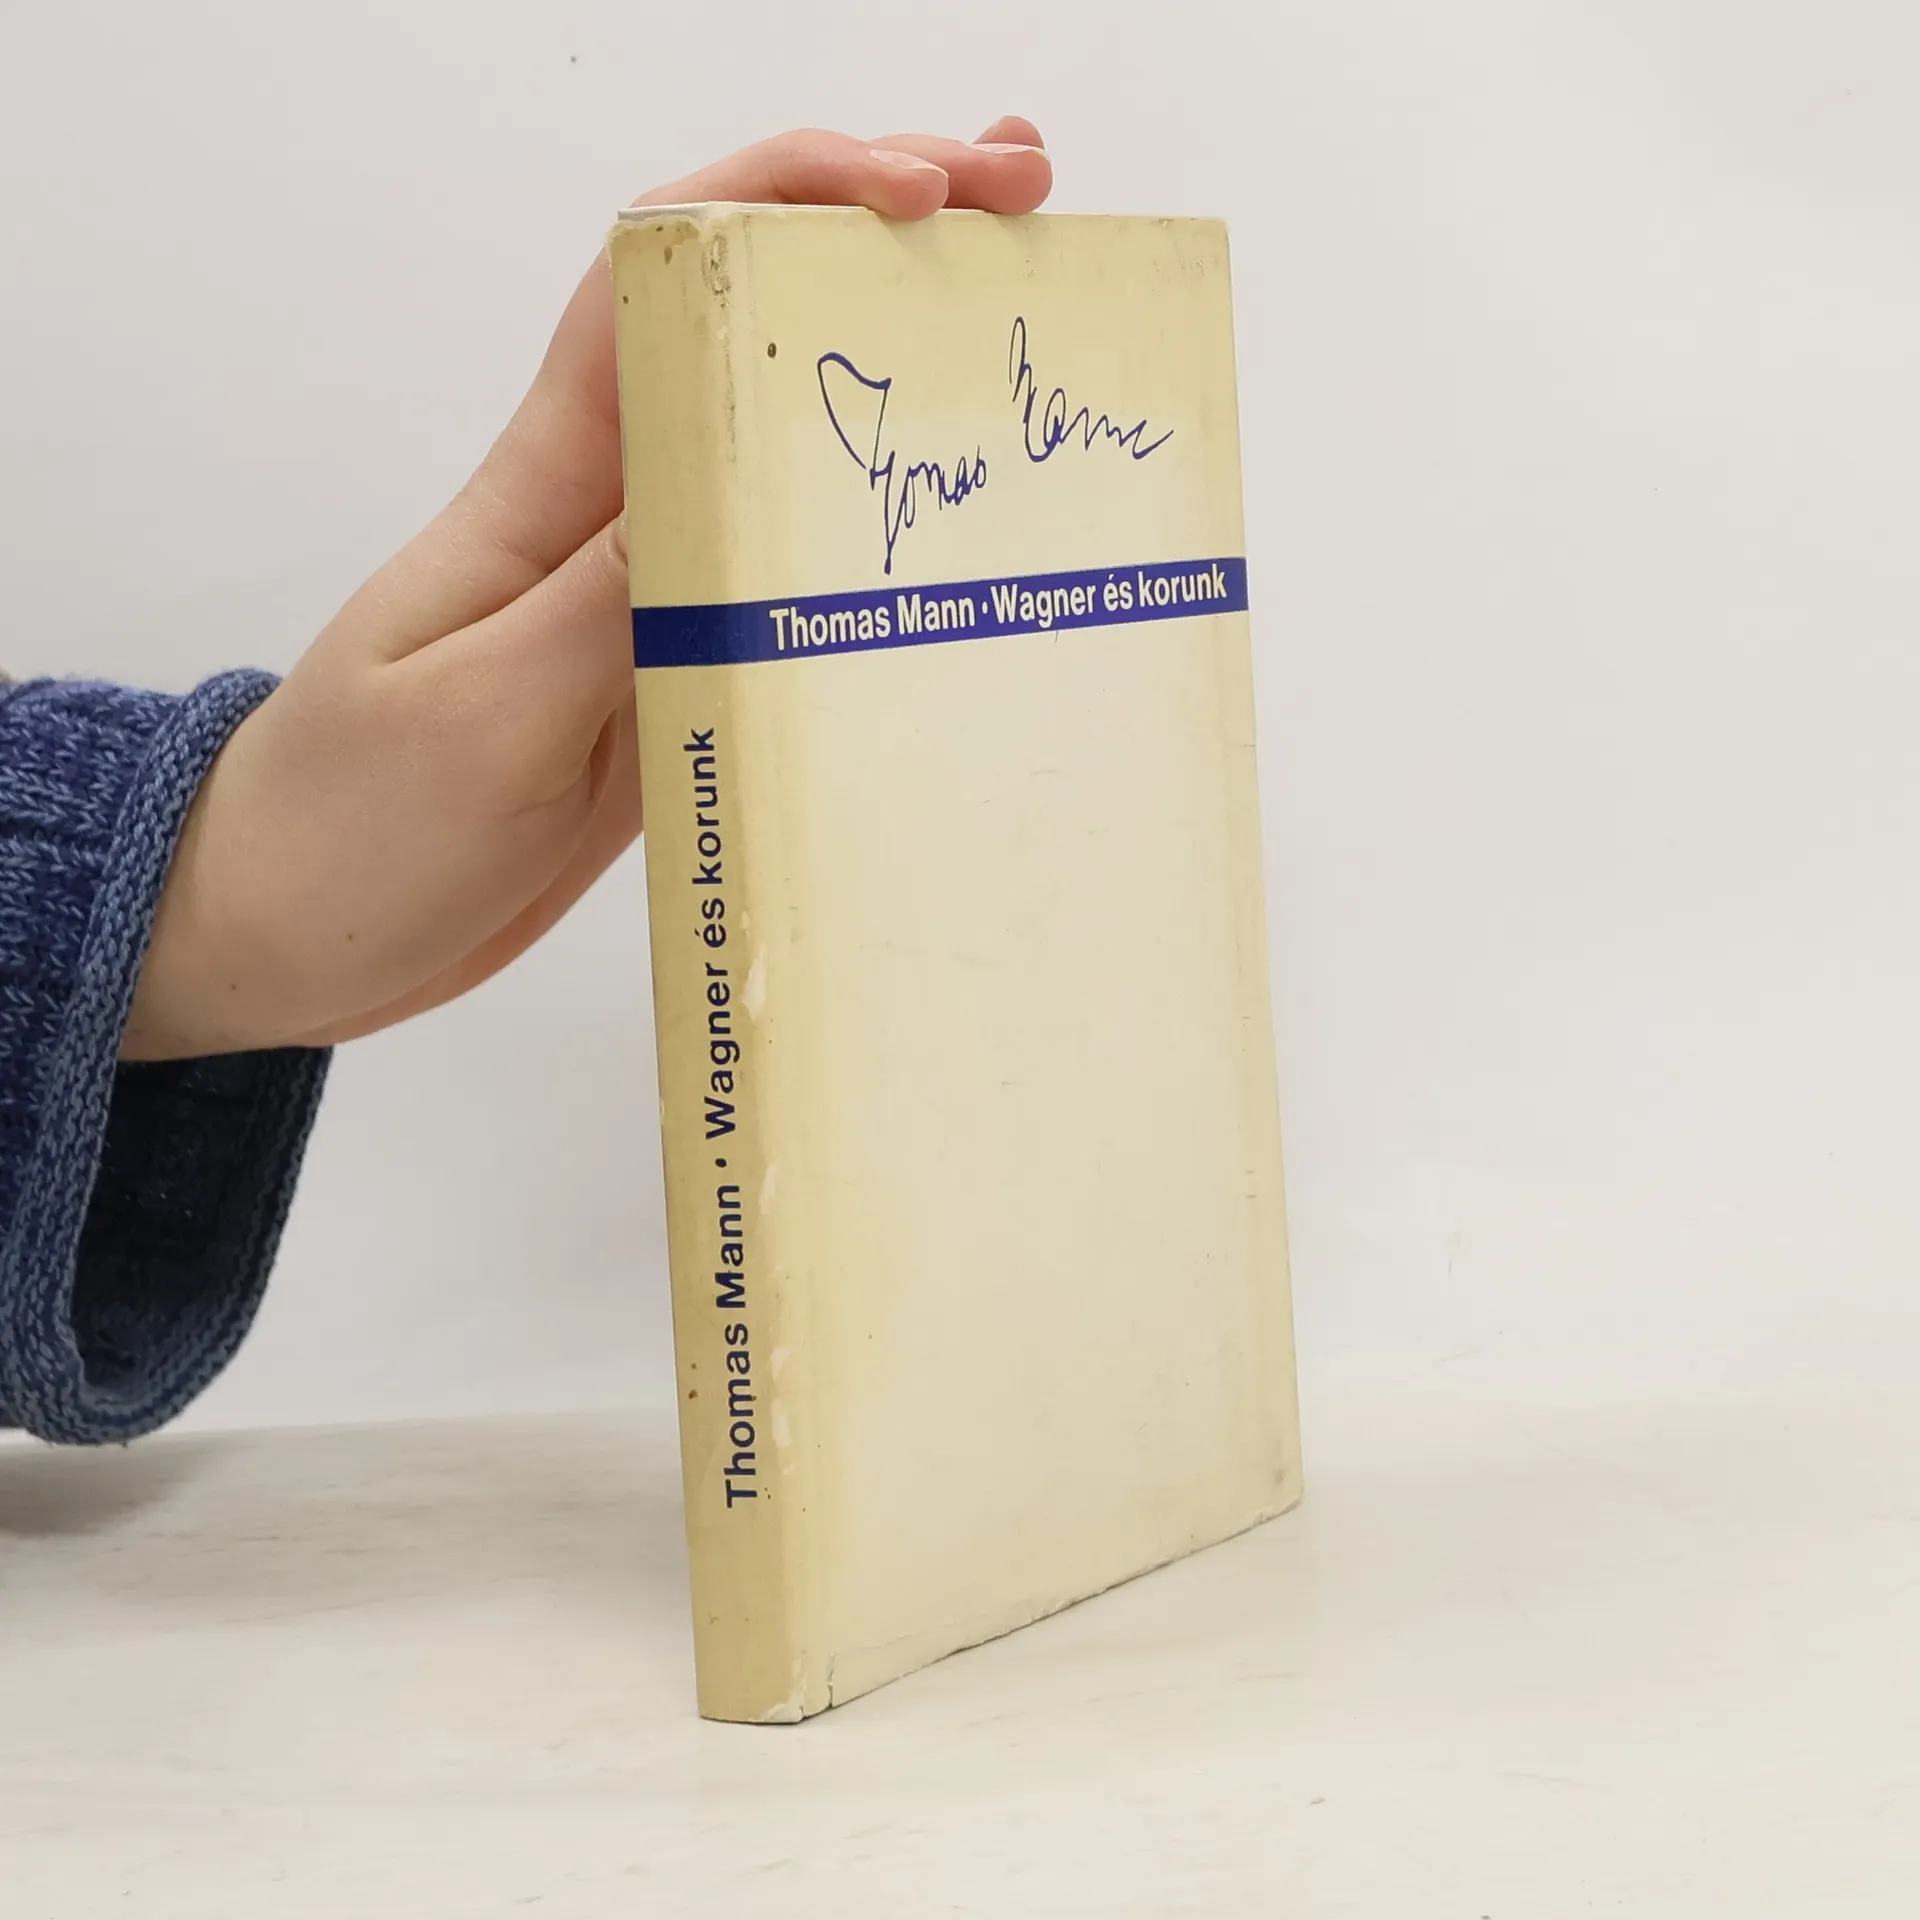 Thomas Mann
Thomas Mann · Wagner és korunk
Thomas Mann · Wagner és korunk